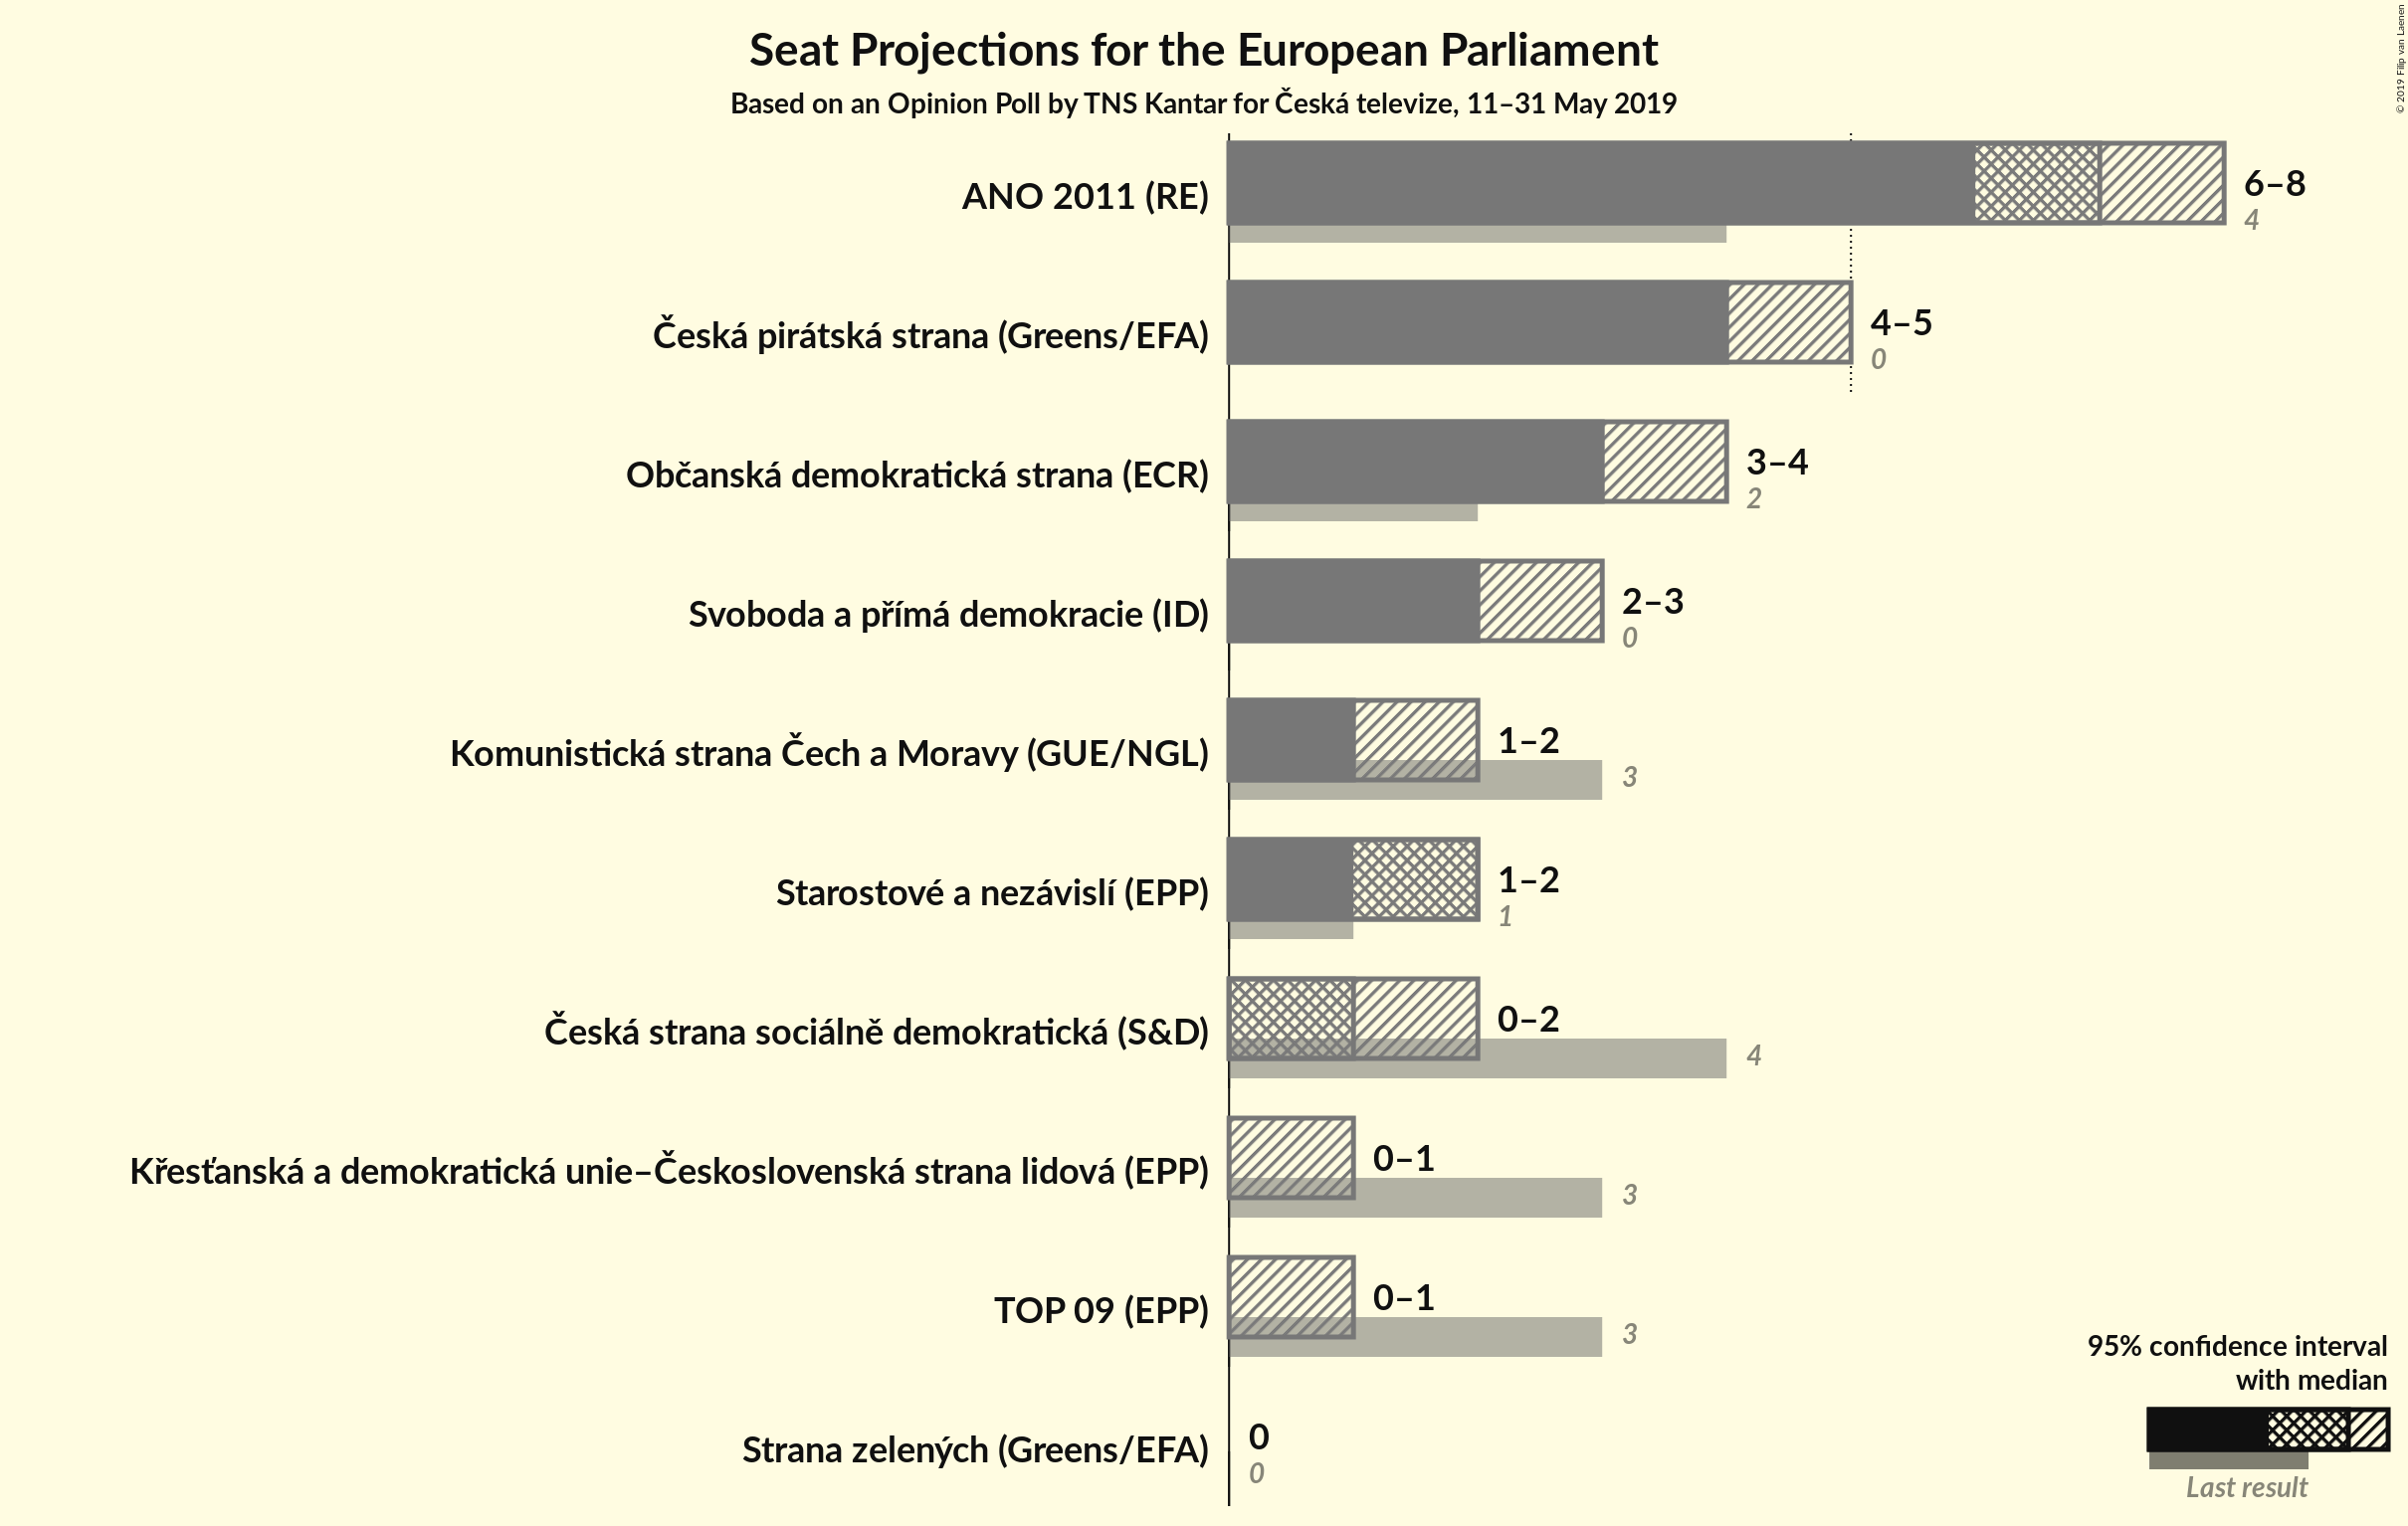 Seat Projections for the European Parliament
Based on an Opinion Poll by TNS Kantar for Česká televize, 11–31 May 2019
© 2019 Filip van Laenen
ANO 2011 (RE)
6–8
4
Česká pirátská strana (Greens/EFA)
4–5
0
Občanská demokratická strana (ECR)
3–4
2
Svoboda a přímá demokracie (ID)
2–3
0
Komunistická strana Čech a Moravy (GUE/NGL)
1–2
3
Starostové a nezávislí (EPP)
1–2
1
Česká strana sociálně demokratická (S&D)
0–2
4
Křesťanská a demokratická unie–Československá strana lidová (EPP)
0–1
3
TOP 09 (EPP)
0–1
3
Strana zelených (Greens/EFA)
0
0
95% confidence interval
with median
Last result